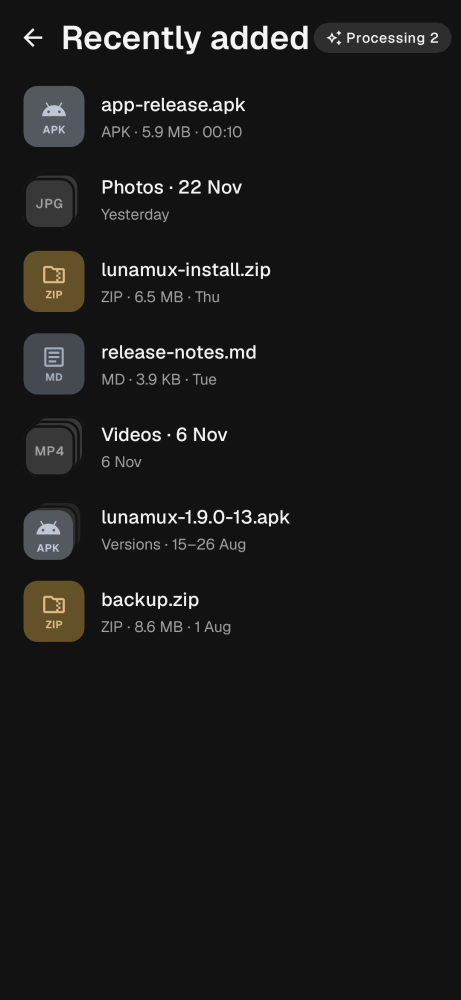 Recently added
Processing 2
app-release.apk
APK
APK · 5.9 MB · 00:10
Photos · 22 Nov
JPG
Yesterday
lunamux-install.zip
ZIP
ZIP · 6.5 MB · Thu
release-notes.md
MD
MD · 3.9 KB · Tue
Videos · 6 Nov
MP4
6 Nov
lunamux-1.9.0-13.apk
APK
Versions · 15–26 Aug
backup.zip
ZIP
ZIP · 8.6 MB · 1 Aug